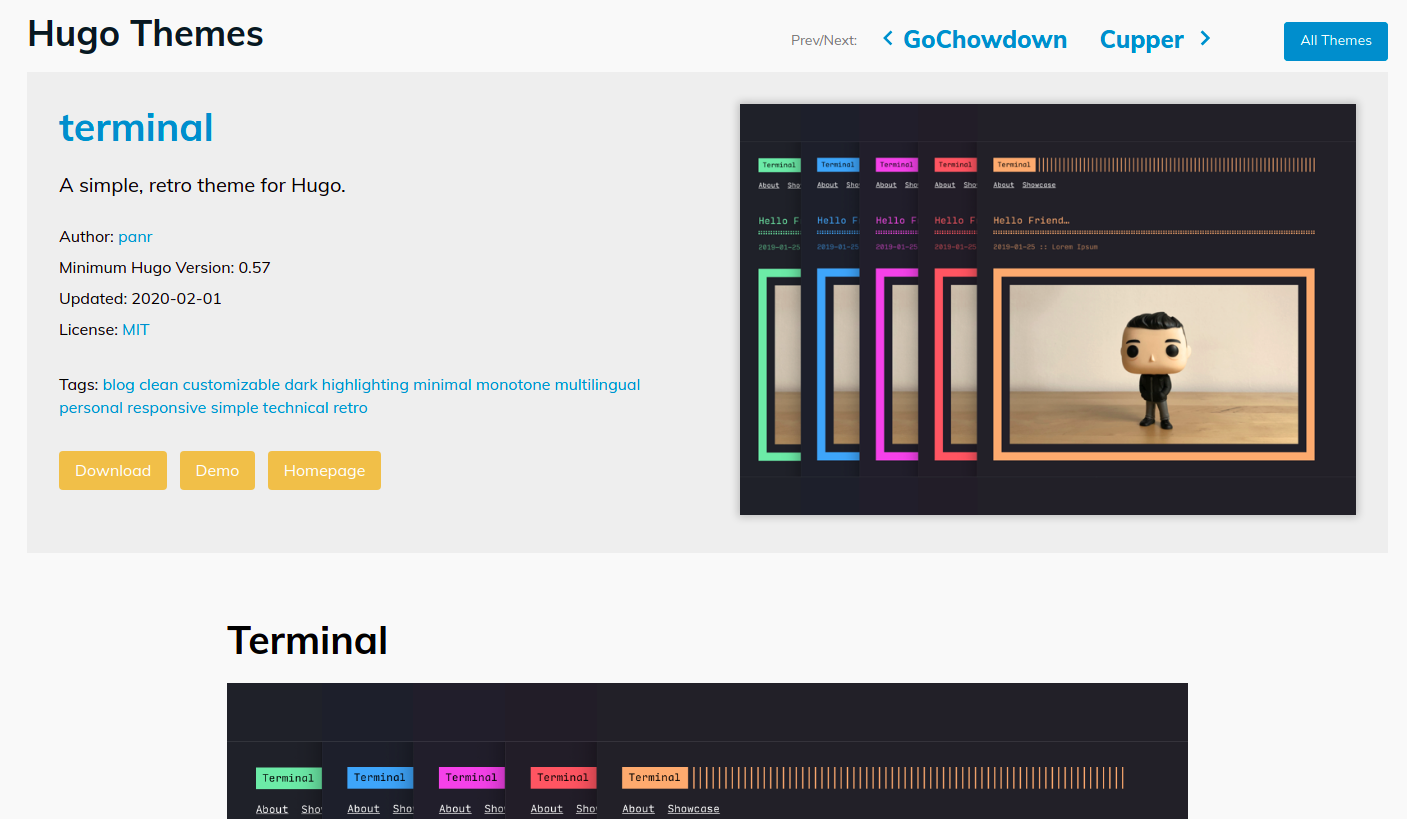 Hugo Themes
Prev/Next: GoChowdown Cupper
All Themes
terminal
A simple, retro theme for Hugo.
Author: panr
Minimum Hugo Version: 0.57
Updated: 2020-02-01
License: MIT
Tags: blog clean customizable dark highlighting minimal monotone multilingual
personal responsive simple technical retro
Download Demo Homepage
Terminal Terminal Terminal Terminal Terminal
About Sho About Sho About Sho About Sho About Showcase
Hello F Hello F Hello F Hello F Hello Friend…
2019-01-25 2019-01-25 2019-01-25 2019-01-25 2019-01-25 :: Lorem Ipsum
Terminal
Terminal Terminal Terminal Terminal Terminal
About Sho About Sho About Sho About Sho About Showcase